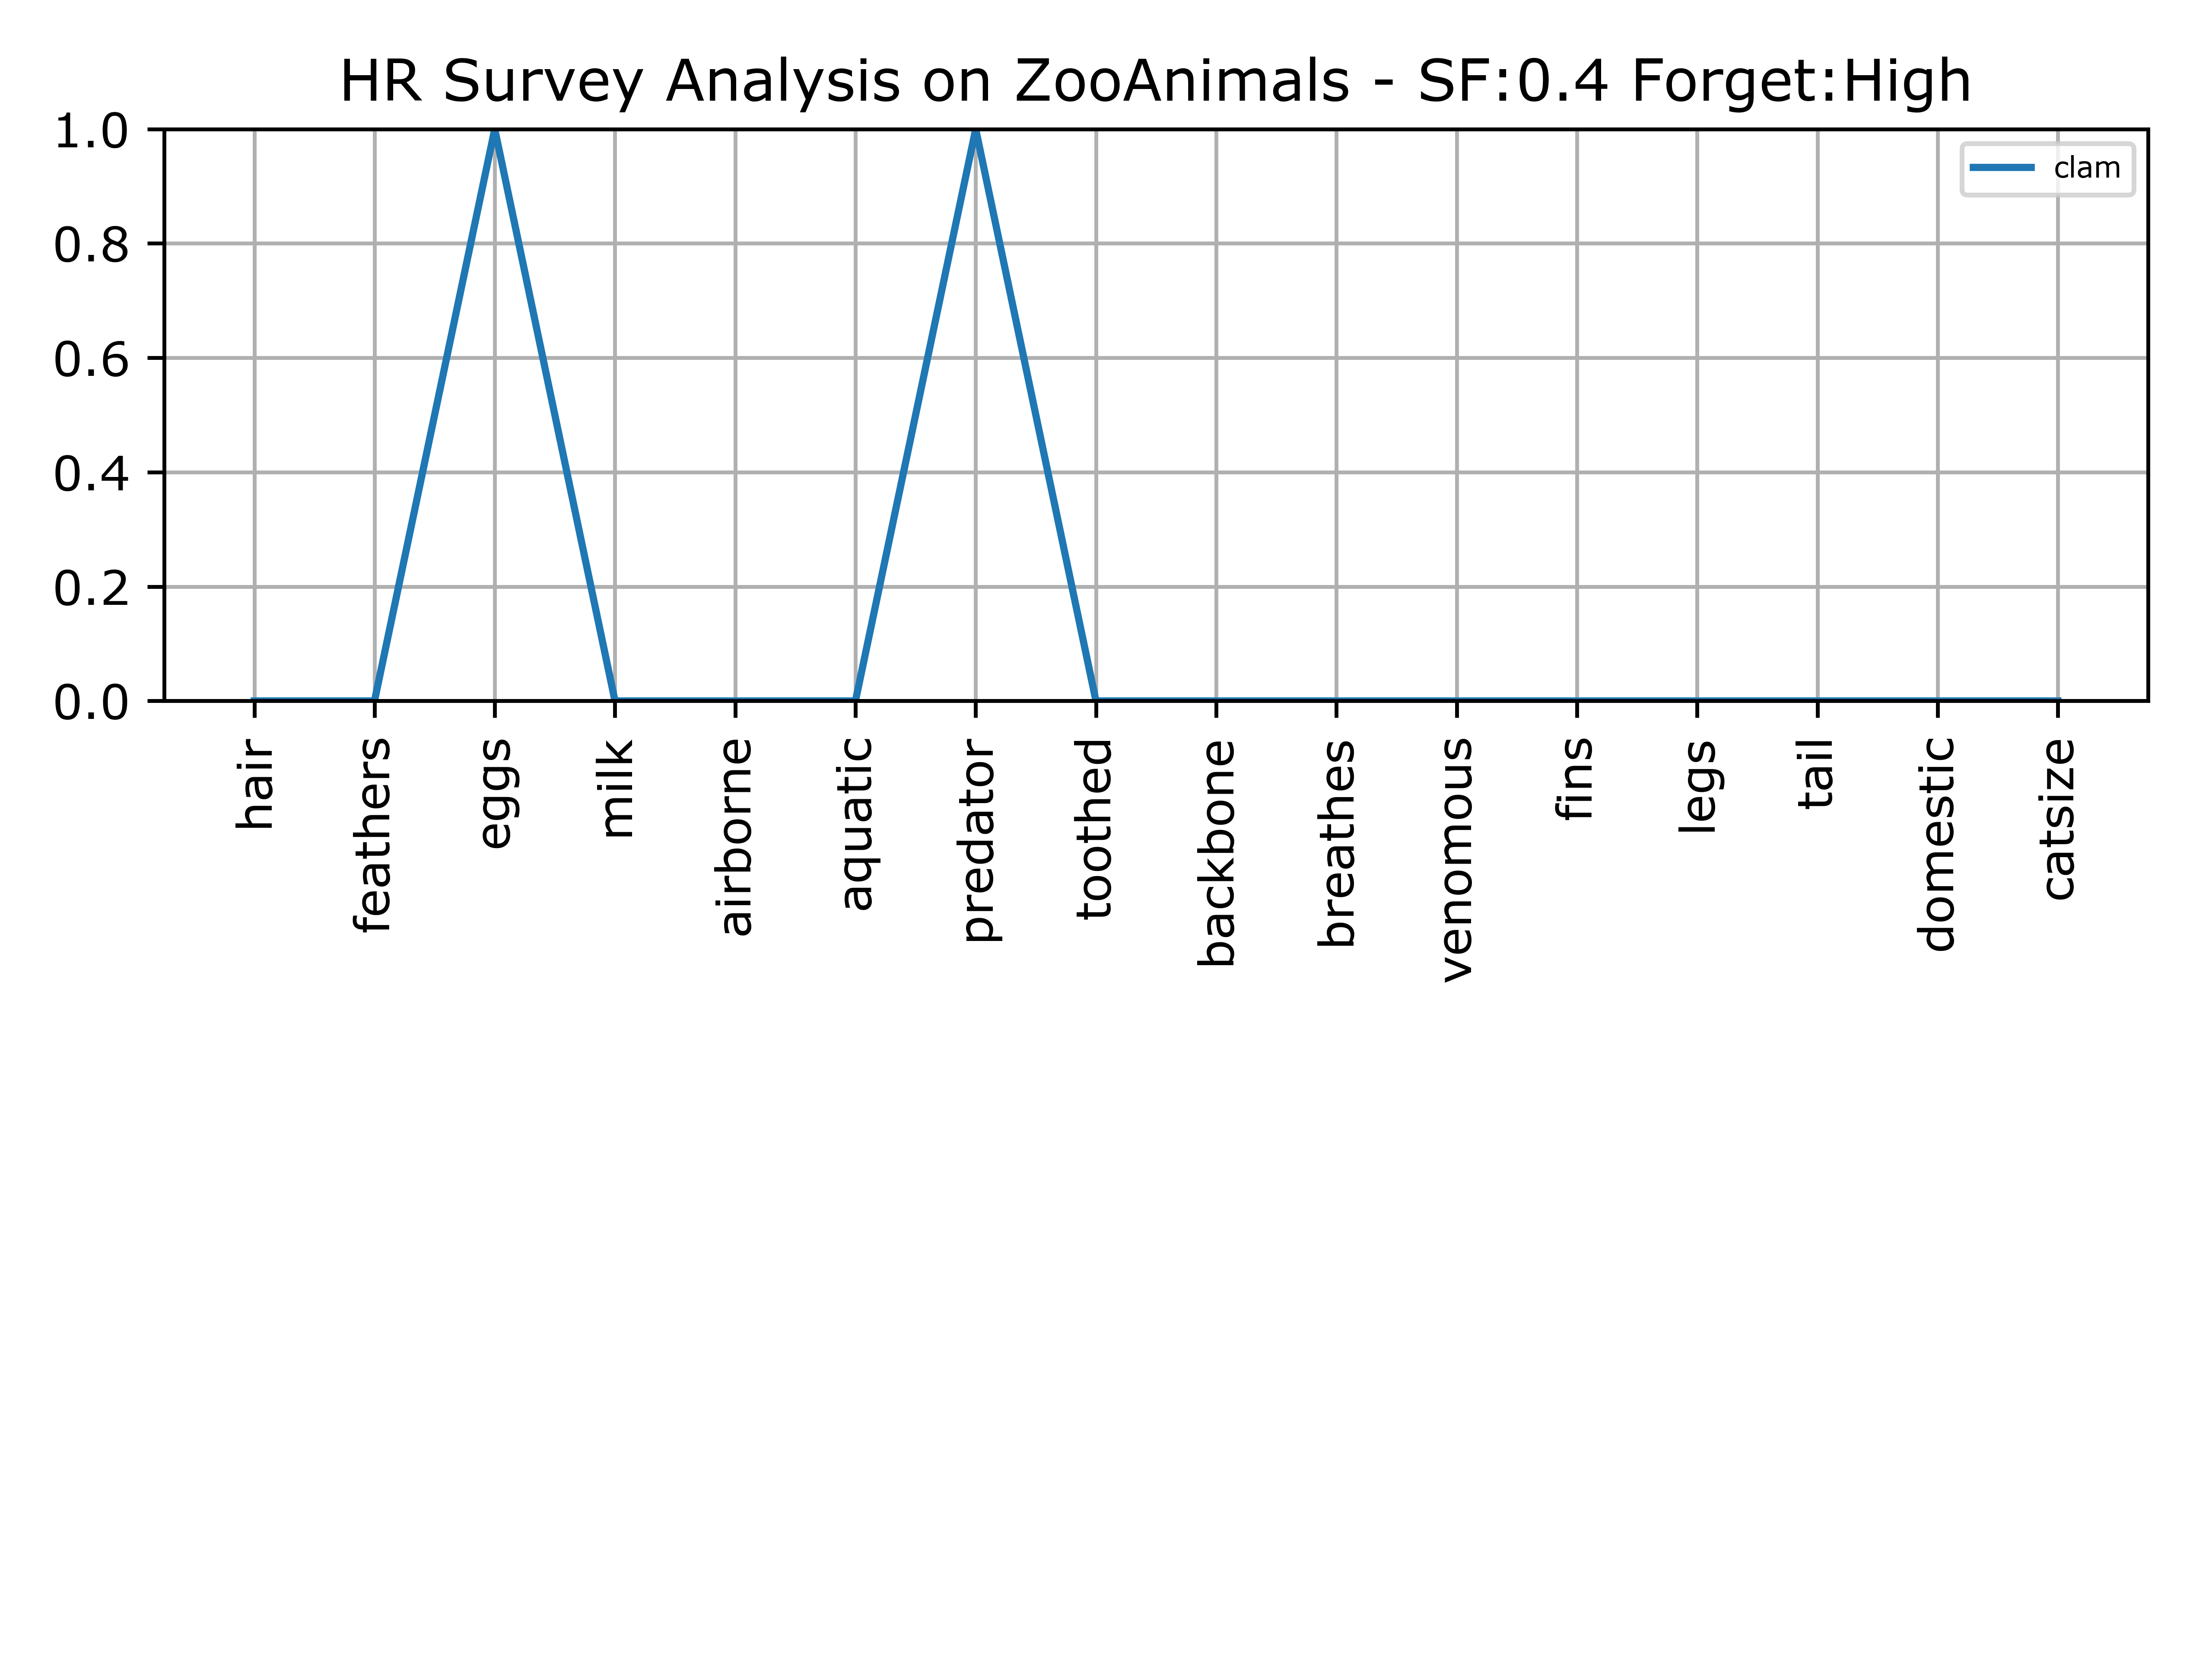 HR Survey Analysis on ZooAnimals - SF:0.4 Forget:High
1.0
0.8
0.6
0.4
0.2
0.0
clam
hair
feathers
eggs
milk
airborne
aquatic
predator
toothed
backbone
breathes
venomous
fins
legs
tail
domestic
catsize